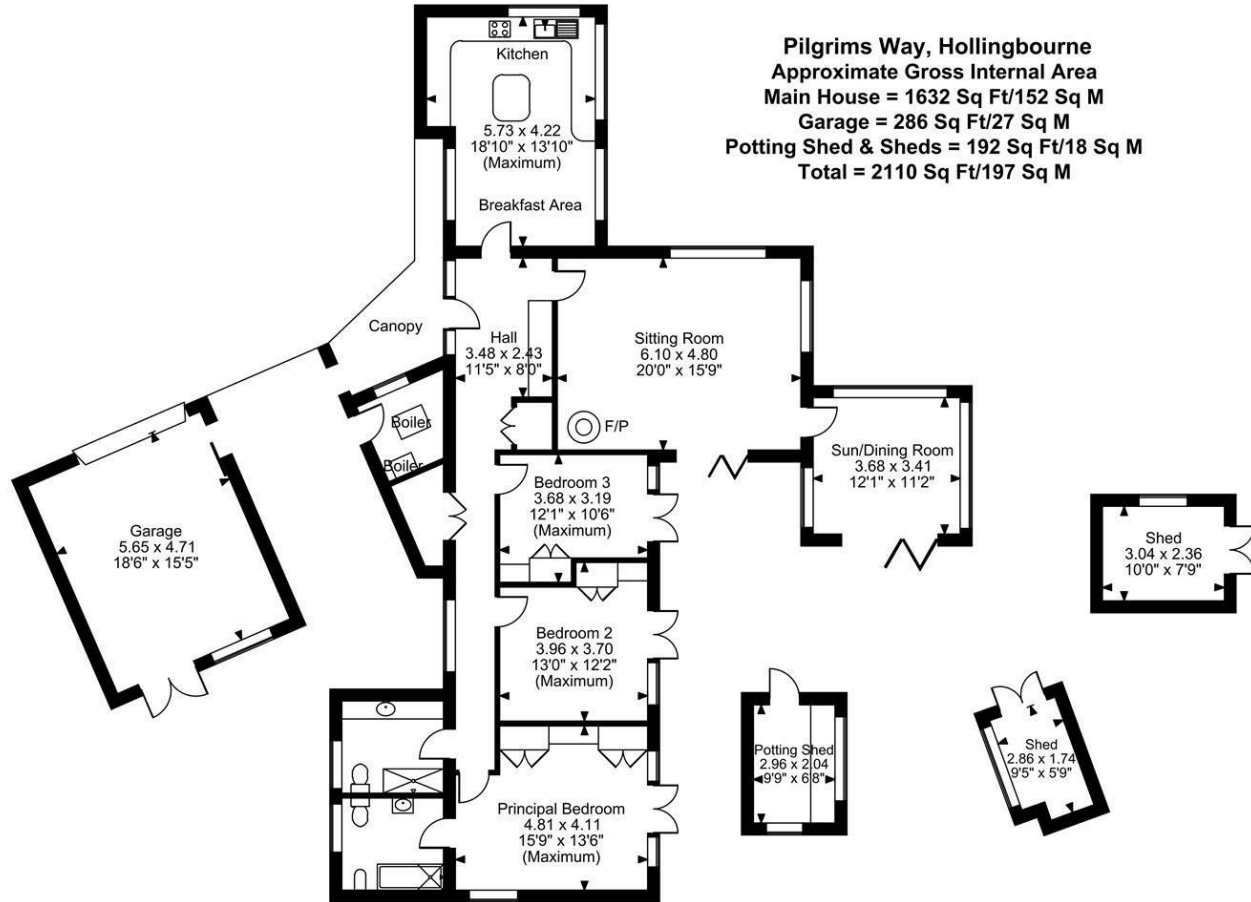 Pilgrims Way, Hollingbourne
Approximate Gross Internal Area
Main House = 1632 Sq Ft/152 Sq M
Garage = 286 Sq Ft/27 Sq M
Potting Shed & Sheds = 192 Sq Ft/18 Sq M
Total = 2110 Sq Ft/197 Sq M
Kitchen
5.73 x 4.22
18'10" x 13'10"
(Maximum)
Breakfast Area
Canopy
Hall
3.48 x 2.43
11'5" x 8'0"
Sitting Room
6.10 x 4.80
20'0" x 15'9"
F/P
Boiler
Boiler
Sun/Dining Room
3.68 x 3.41
12'1" x 11'2"
Garage
5.65 x 4.71
18'6" x 15'5"
Bedroom 3
3.68 x 3.19
12'1" x 10'6"
(Maximum)
Shed
3.04 x 2.36
10'0" x 7'9"
Bedroom 2
3.96 x 3.70
13'0" x 12'2"
(Maximum)
Potting Shed
2.96 x 2.04
9'9" x 6'8"
Shed
2.86 x 1.74
9'5" x 5'9"
Principal Bedroom
4.81 x 4.11
15'9" x 13'6"
(Maximum)